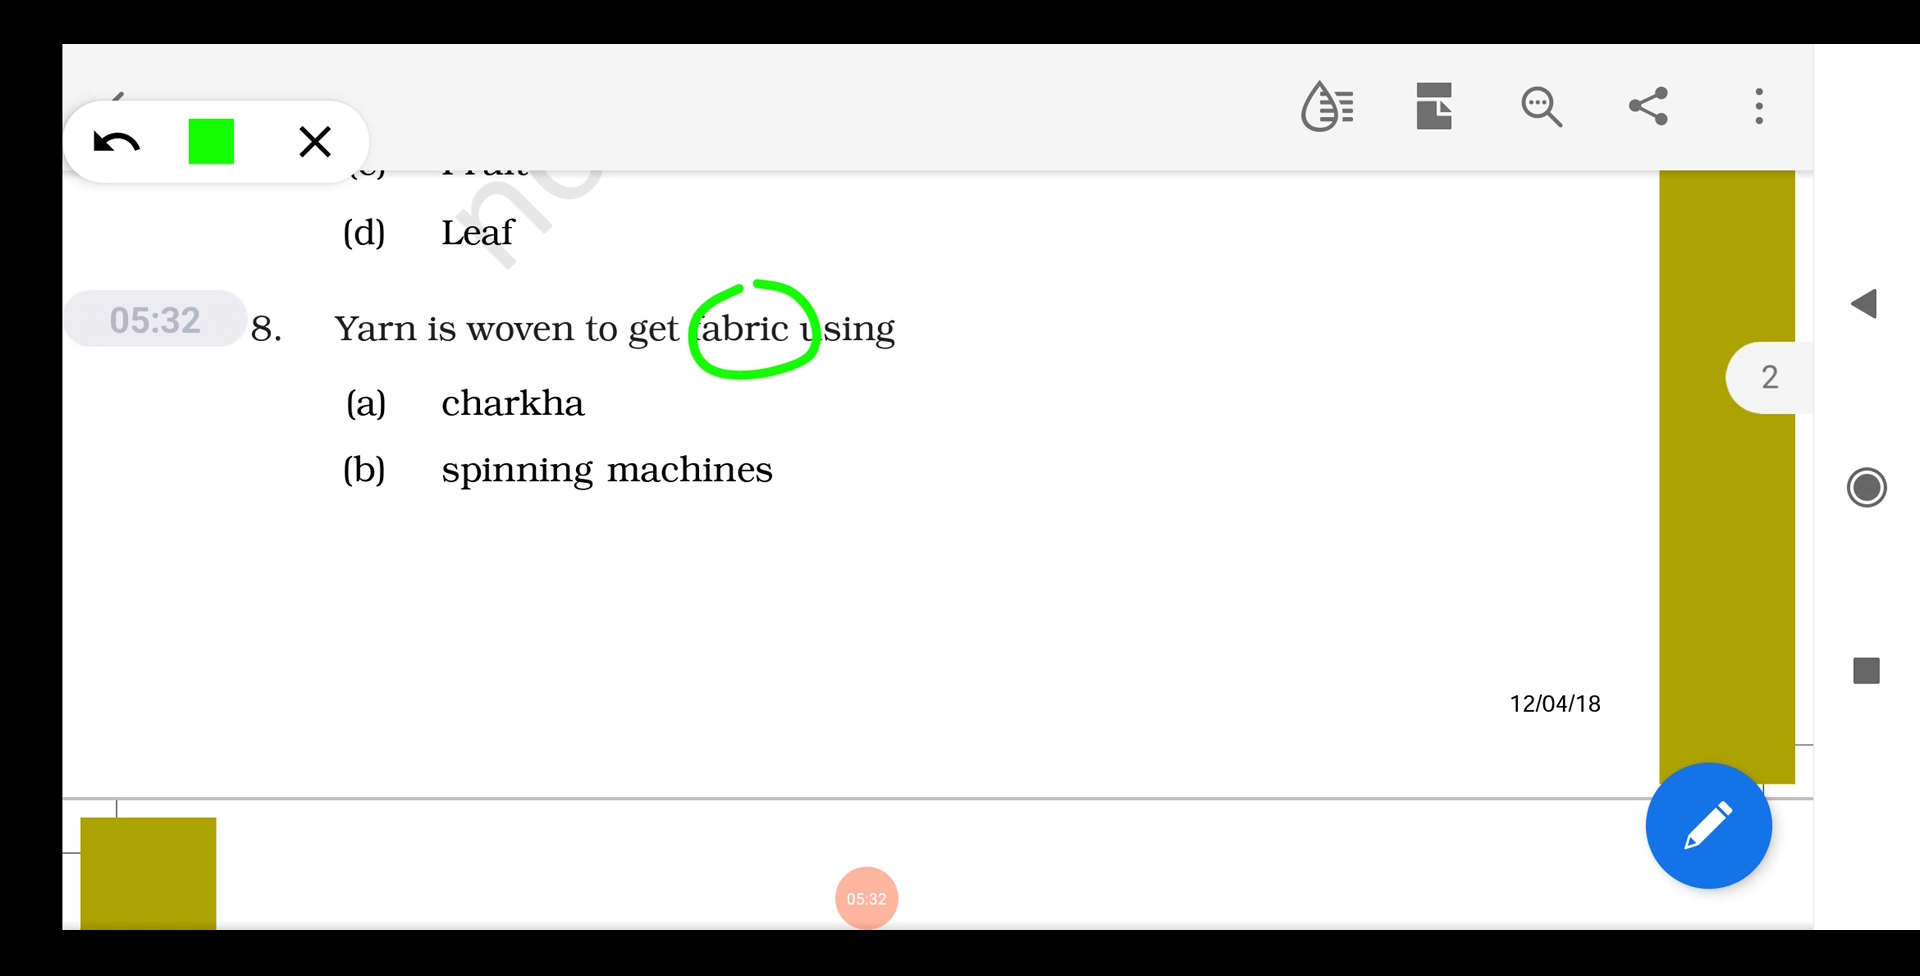 (d) Leaf
05:32
8. Yarn is woven to get fabric using
(a) charkha
(b) spinning machines
2
12/04/18
05:32